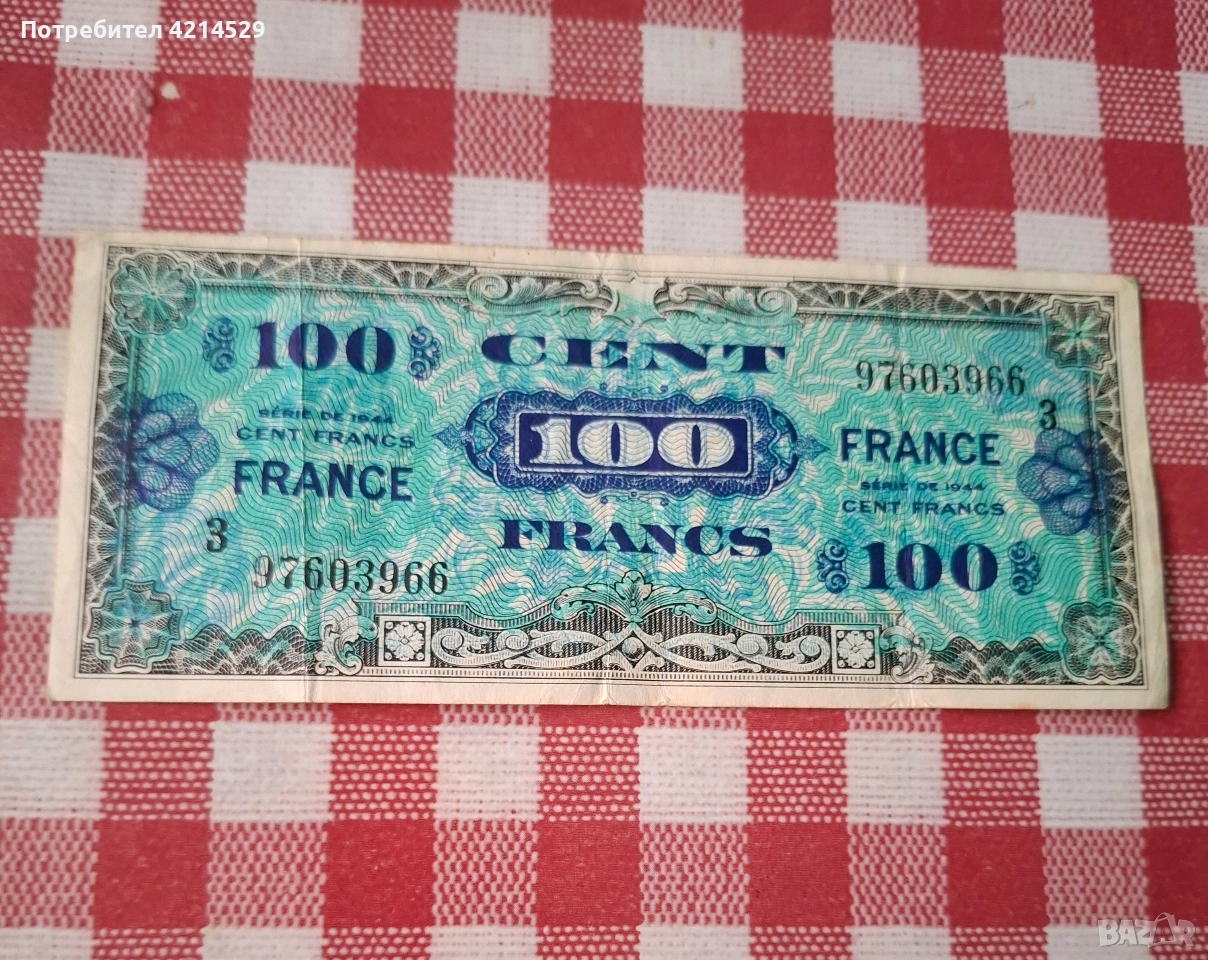 Потребител 4214529
100 CENT
97603966
3
SÉRIE DE 1944
CENT FRANCS
FRANCE
100
FRANCE
SÉRIE DE 1944
CENT FRANCS
3
97603966
FRANCS
100
BAZAR